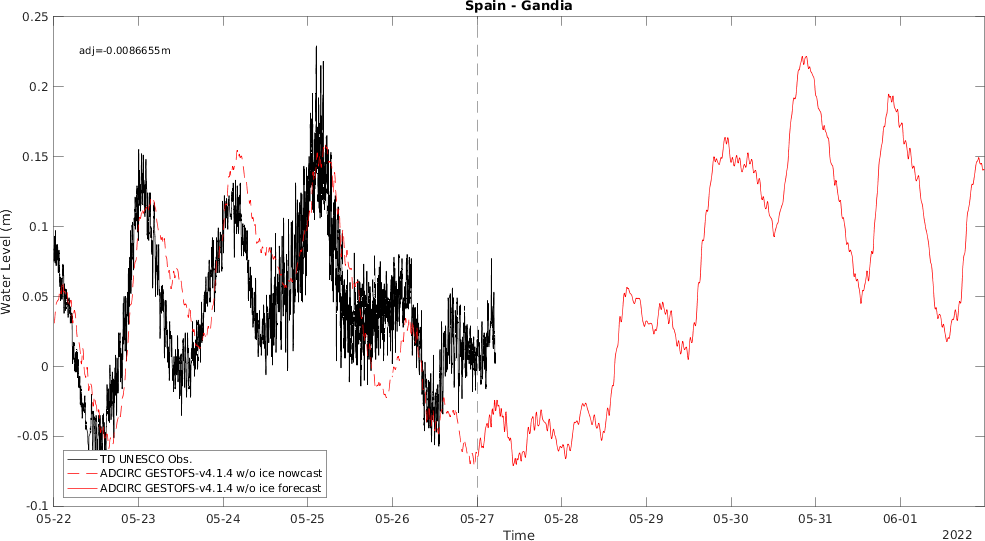 Spain - Gandia
adj=-0.0086655m
0.25
0.2
0.15
0.1
0.05
0
-0.05
-0.1
Water Level (m)
TD UNESCO Obs.
ADCIRC GESTOFS-v4.1.4 w/o ice nowcast
ADCIRC GESTOFS-v4.1.4 w/o ice forecast
05-22 05-23 05-24 05-25 05-26 05-27 05-28 05-29 05-30 05-31 06-01
Time
2022